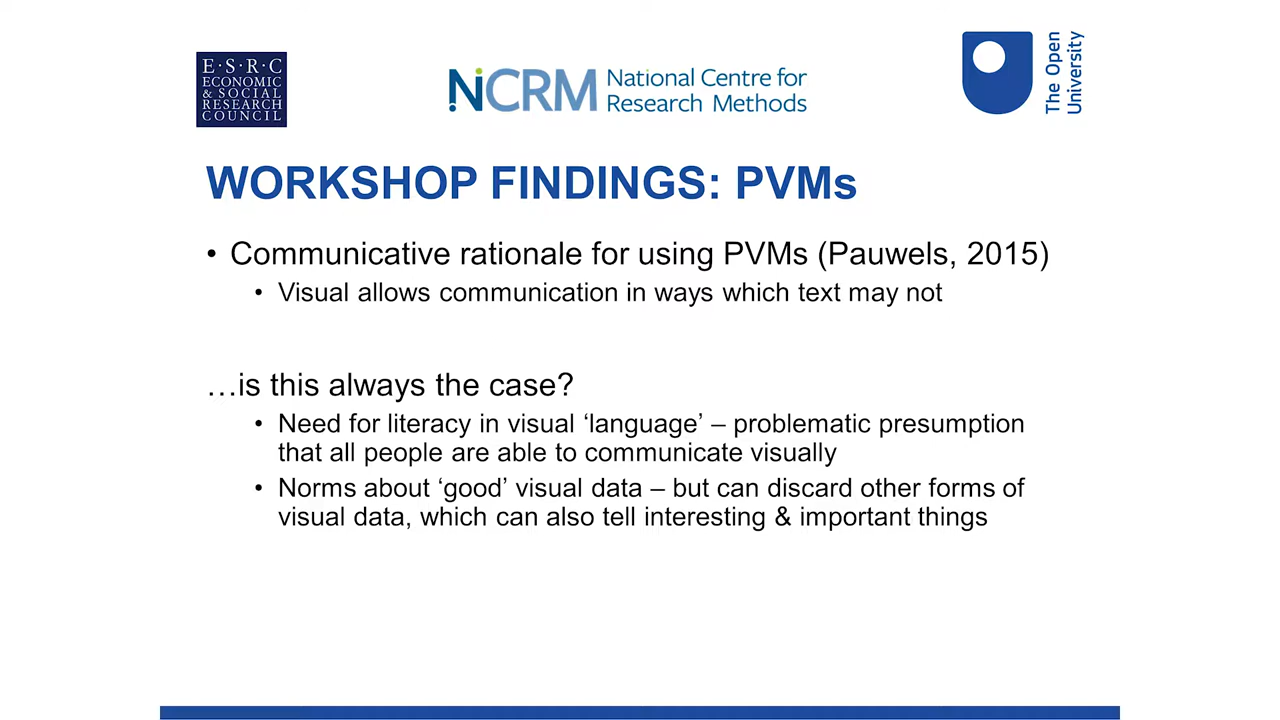 E·S·R·C
ECONOMIC
& SOCIAL
RESEARCH
COUNCIL
NCRM
National Centre for
Research Methods
The Open
University
WORKSHOP FINDINGS: PVMs
• Communicative rationale for using PVMs (Pauwels, 2015)
• Visual allows communication in ways which text may not
…is this always the case?
• Need for literacy in visual ‘language’ – problematic presumption
that all people are able to communicate visually
• Norms about ‘good’ visual data – but can discard other forms of
visual data, which can also tell interesting & important things